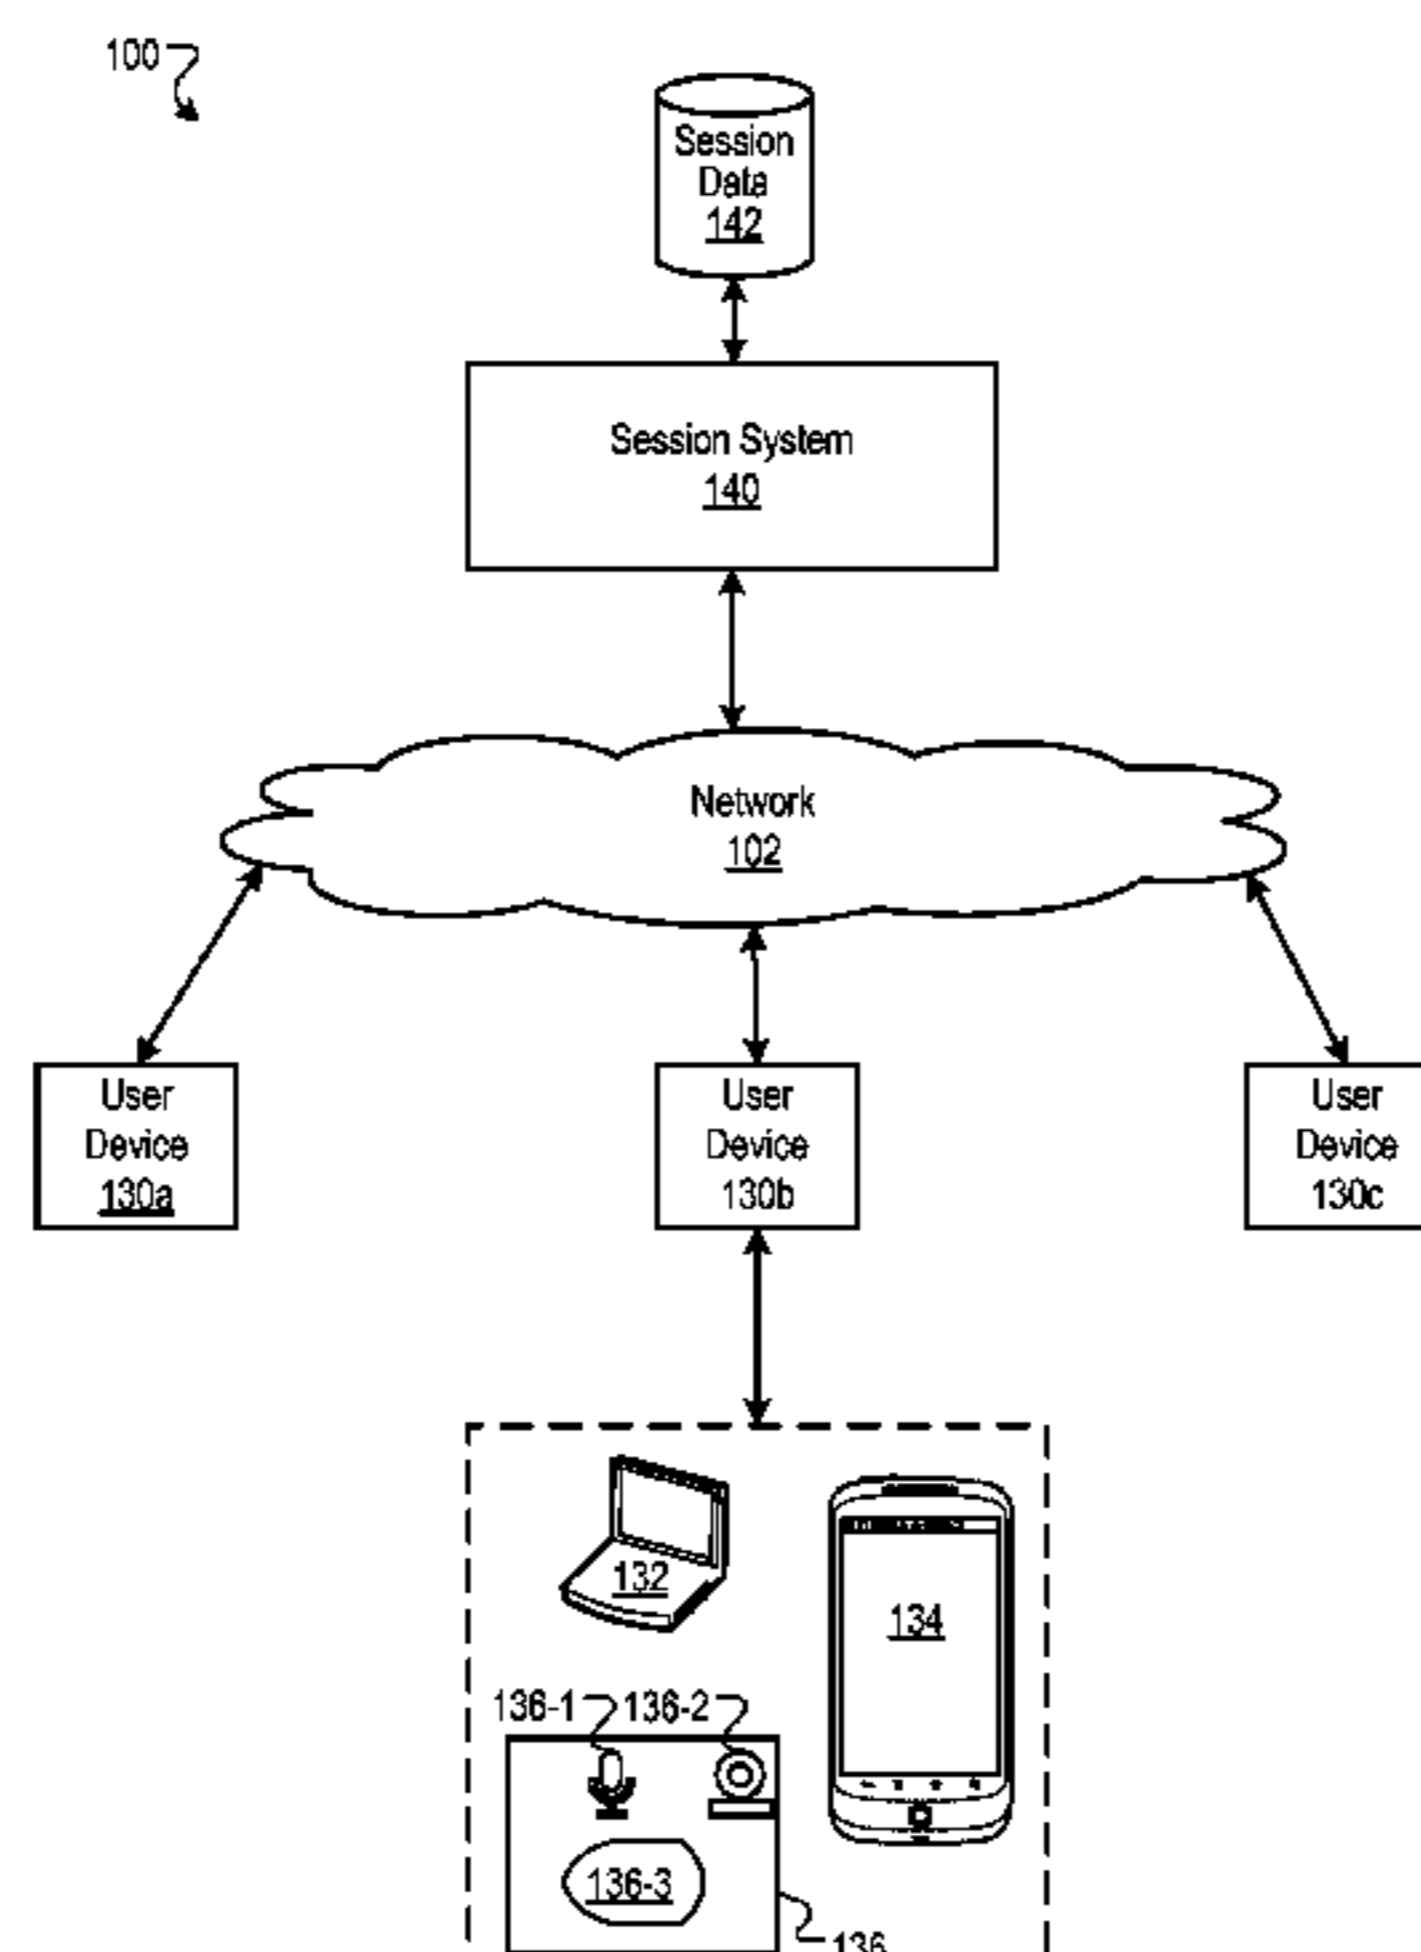 100
Session
Data
142
Session System
140
Network
102
User
Device
130a
User
Device
130b
User
Device
130c
132
134
136-1
136-2
136-3
136